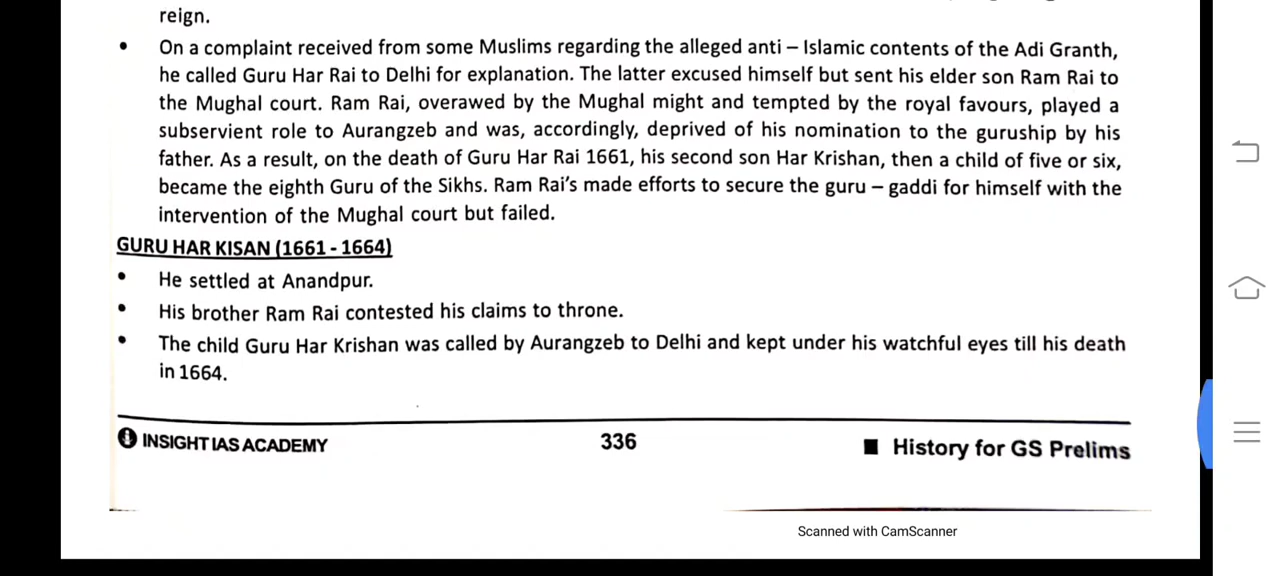 reign.
• On a complaint received from some Muslims regarding the alleged anti – Islamic contents of the Adi Granth,
he called Guru Har Rai to Delhi for explanation. The latter excused himself but sent his elder son Ram Rai to
the Mughal court. Ram Rai, overawed by the Mughal might and tempted by the royal favours, played a
subservient role to Aurangzeb and was, accordingly, deprived of his nomination to the guruship by his
father. As a result, on the death of Guru Har Rai 1661, his second son Har Krishan, then a child of five or six,
became the eighth Guru of the Sikhs. Ram Rai's made efforts to secure the guru – gaddi for himself with the
intervention of the Mughal court but failed.
GURU HAR KISAN (1661 - 1664)
• He settled at Anandpur.
• His brother Ram Rai contested his claims to throne.
• The child Guru Har Krishan was called by Aurangzeb to Delhi and kept under his watchful eyes till his death
in 1664.
INSIGHT IAS ACADEMY 336 ■ History for GS Prelims
Scanned with CamScanner